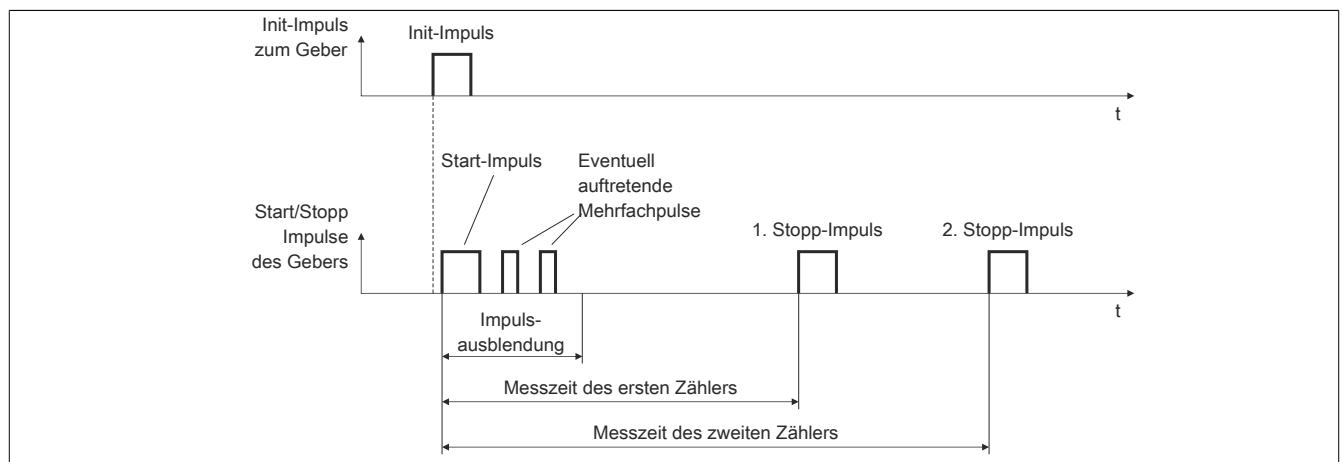 Init-Impuls
zum Geber
Init-Impuls
t
Start-Impuls
Eventuell
auftretende
Mehrfachpulse
Start/Stopp
Impulse
des Gebers
1. Stopp-Impuls
2. Stopp-Impuls
t
Impuls-
ausblendung
Messzeit des ersten Zählers
Messzeit des zweiten Zählers